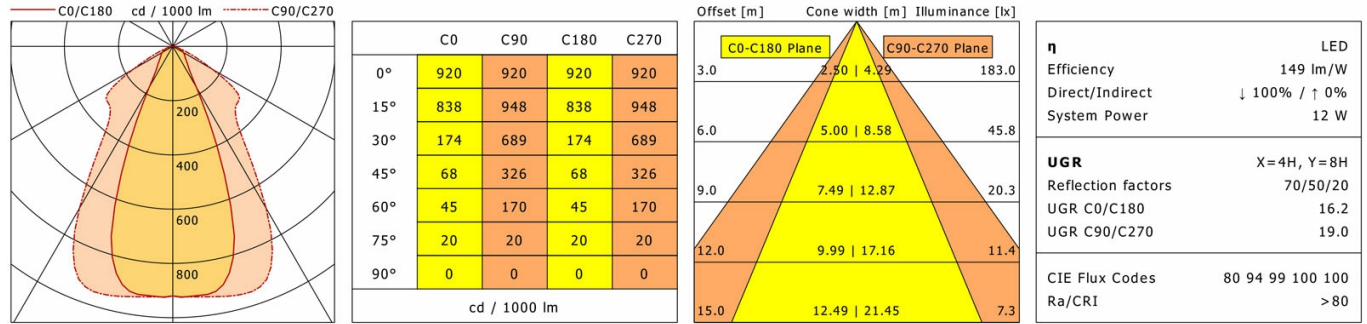 C0/C180 cd / 1000 lm C90/C270
200
400
600
800
C0 C90 C180 C270
0° 920 920 920 920
15° 838 948 838 948
30° 174 689 174 689
45° 68 326 68 326
60° 45 170 45 170
75° 20 20 20 20
90° 0 0 0 0
cd / 1000 lm
Offset [m] Cone width [m] Illuminance [lx]
C0-C180 Plane C90-C270 Plane
3.0 2.50 | 4.29 183.0
6.0 5.00 | 8.58 45.8
9.0 7.49 | 12.87 20.3
12.0 9.99 | 17.16 11.4
15.0 12.49 | 21.45 7.3
η LED
Efficiency 149 lm/W
Direct/Indirect ↓ 100% / ↑ 0%
System Power 12 W
UGR X=4H, Y=8H
Reflection factors 70/50/20
UGR C0/C180 16.2
UGR C90/C270 19.0
CIE Flux Codes 80 94 99 100 100
Ra/CRI >80